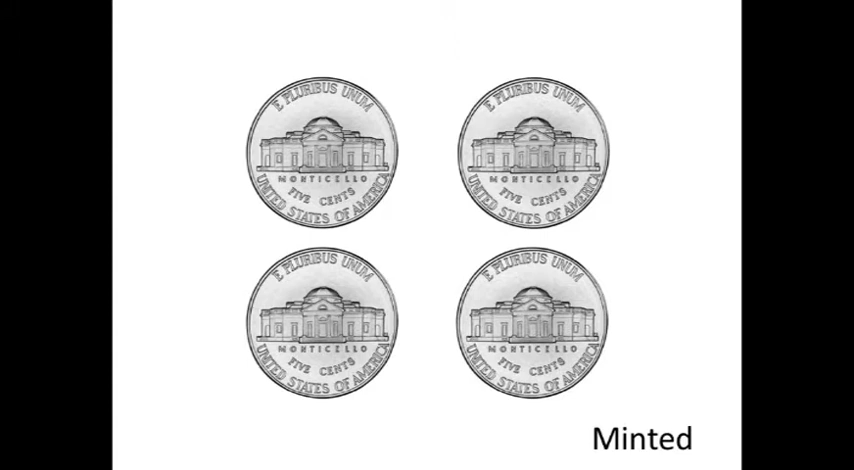 E PLURIBUS UNUM
MONTICELLO
FIVE CENTS
UNITED STATES OF AMERICA
E PLURIBUS UNUM
MONTICELLO
FIVE CENTS
UNITED STATES OF AMERICA
E PLURIBUS UNUM
MONTICELLO
FIVE CENTS
UNITED STATES OF AMERICA
E PLURIBUS UNUM
MONTICELLO
FIVE CENTS
UNITED STATES OF AMERICA
Minted